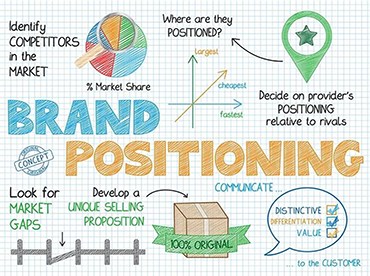 Identify
COMPETITORS
in the
MARKET
% Market Share
Where are they
POSITIONED?
Largest
cheapest
fastest
Decide on provider's
POSITIONING
relative to rivals
BRAND
POSITIONING
ORIGINAL
CONCEPT
Look for
MARKET
GAPS
Develop a
UNIQUE SELLING
PROPOSITION
100% ORIGINAL
COMMUNICATE...
DISTINCTIVE
DIFFERENTIATION
VALUE
... to the CUSTOMER